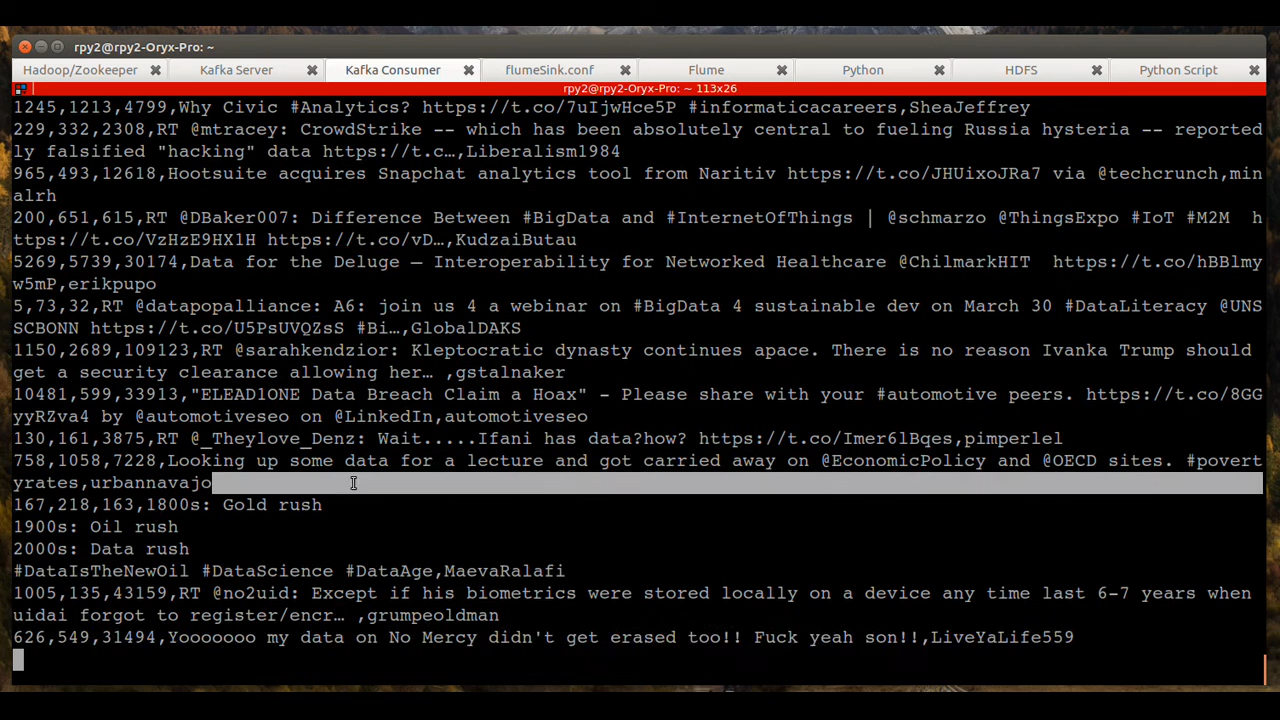 rpy2@rpy2-Oryx-Pro: ~
Hadoop/Zookeeper Kafka Server Kafka Consumer flumeSink.conf Flume Python HDFS Python Script
rpy2@rpy2-Oryx-Pro: ~ 113x26
1245,1213,4799,Why Civic #Analytics? https://t.co/7uIjwHce5P #informaticacareers,SheaJeffrey
229,332,2308,RT @mtracey: CrowdStrike -- which has been absolutely central to fueling Russia hysteria -- reported
ly falsified "hacking" data https://t.c…,Liberalism1984
965,493,12618,Hootsuite acquires Snapchat analytics tool from Naritiv https://t.co/JHUixoJRa7 via @techcrunch,min
alrh
200,651,615,RT @DBaker007: Difference Between #BigData and #InternetOfThings | @schmarzo @ThingsExpo #IoT #M2M  h
ttps://t.co/VzHzE9HX1H https://t.co/vD…,KudzaiButau
5269,5739,30174,Data for the Deluge — Interoperability for Networked Healthcare @ChilmarkHIT  https://t.co/hBBlmy
w5mP,erikpupo
5,73,32,RT @datapopalliance: A6: join us 4 a webinar on #BigData 4 sustainable dev on March 30 #DataLiteracy @UNS
SCBONN https://t.co/U5PsUVQZsS #Bi…,GlobalDAKS
1150,2689,109123,RT @sarahkendzior: Kleptocratic dynasty continues apace. There is no reason Ivanka Trump should
get a security clearance allowing her… ,gstalnaker
10481,599,33913,"ELEAD1ONE Data Breach Claim a Hoax" - Please share with your #automotive peers. https://t.co/8GG
yyRZva4 by @automotiveseo on @LinkedIn,automotiveseo
130,161,3875,RT @_Theylove_Denz: Wait.....Ifani has data?how? https://t.co/Imer6lBqes,pimperlel
758,1058,7228,Looking up some data for a lecture and got carried away on @EconomicPolicy and @OECD sites. #povert
yrates,urbannavajo
167,218,163,1800s: Gold rush
1900s: Oil rush
2000s: Data rush
#DataIsTheNewOil #DataScience #DataAge,MaevaRalafi
1005,135,43159,RT @no2uid: Except if his biometrics were stored locally on a device any time last 6-7 years when
uidai forgot to register/encr… ,grumpeoldman
626,549,31494,Yooooooo my data on No Mercy didn't get erased too!! Fuck yeah son!!,LiveYaLife559